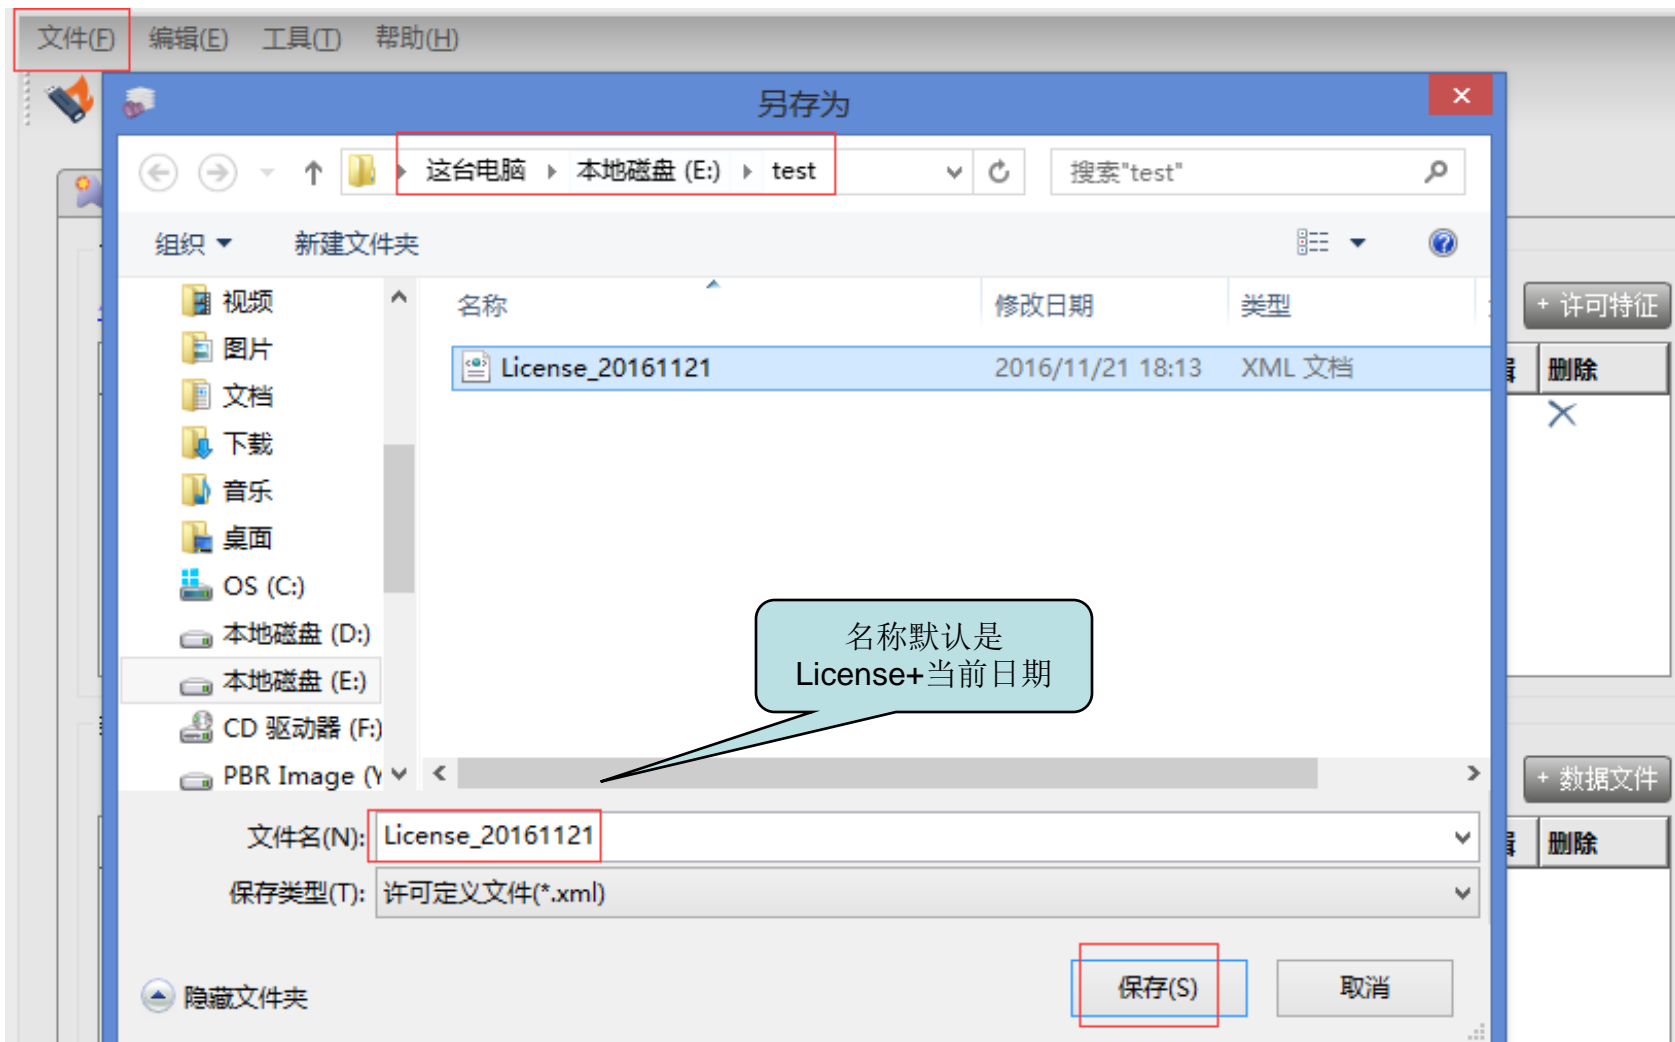 文件(F) 编辑(E) 工具(T) 帮助(H)
另存为
这台电脑 本地磁盘 (E:) test 搜索"test"
组织 新建文件夹
名称 修改日期 类型
License_20161121 2016/11/21 18:13 XML 文档
视频
图片
文档
下载
音乐
桌面
OS (C:)
本地磁盘 (D:)
本地磁盘 (E:)
CD 驱动器 (F:)
PBR Image (Y
名称默认是
License+当前日期
+ 许可特征
删除
+ 数据文件
删除
文件名(N): License_20161121
保存类型(T): 许可定义文件(*.xml)
隐藏文件夹 保存(S) 取消